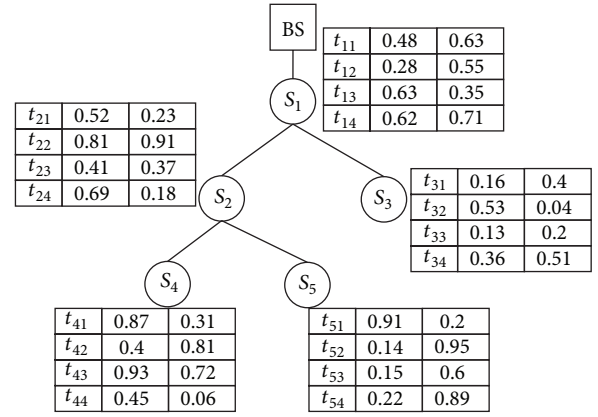 BS
t11 0.48 0.63
t12 0.28 0.55
t13 0.63 0.35
t14 0.62 0.71
S1
t21 0.52 0.23
t22 0.81 0.91
t23 0.41 0.37
t24 0.69 0.18
S2
S3
t31 0.16 0.4
t32 0.53 0.04
t33 0.13 0.2
t34 0.36 0.51
S4
S5
t41 0.87 0.31
t42 0.4 0.81
t43 0.93 0.72
t44 0.45 0.06
t51 0.91 0.2
t52 0.14 0.95
t53 0.15 0.6
t54 0.22 0.89